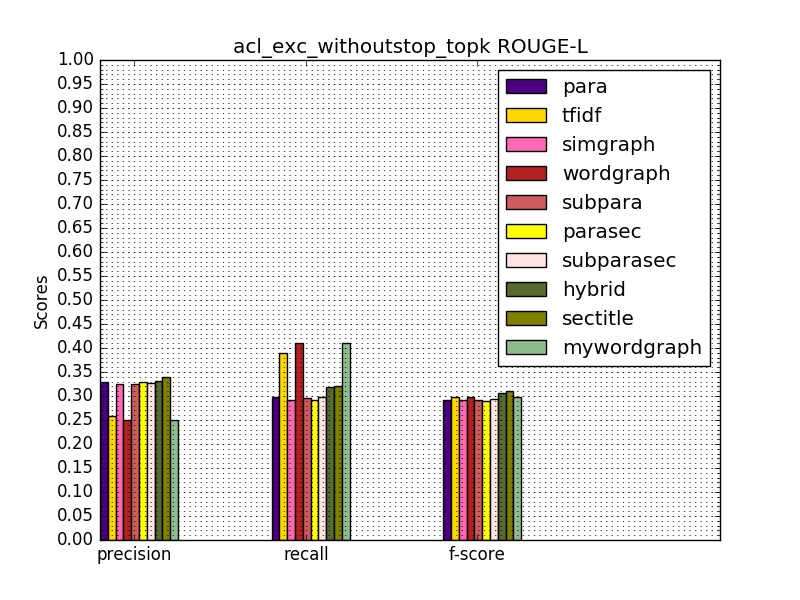 acl_exc_withoutstop_topk ROUGE-L
1.00
0.95
0.90
0.85
0.80
0.75
0.70
0.65
0.60
0.55
0.50
0.45
0.40
0.35
0.30
0.25
0.20
0.15
0.10
0.05
0.00
Scores
para
tfidf
simgraph
wordgraph
subpara
parasec
subparasec
hybrid
sectitle
mywordgraph
precision recall f-score